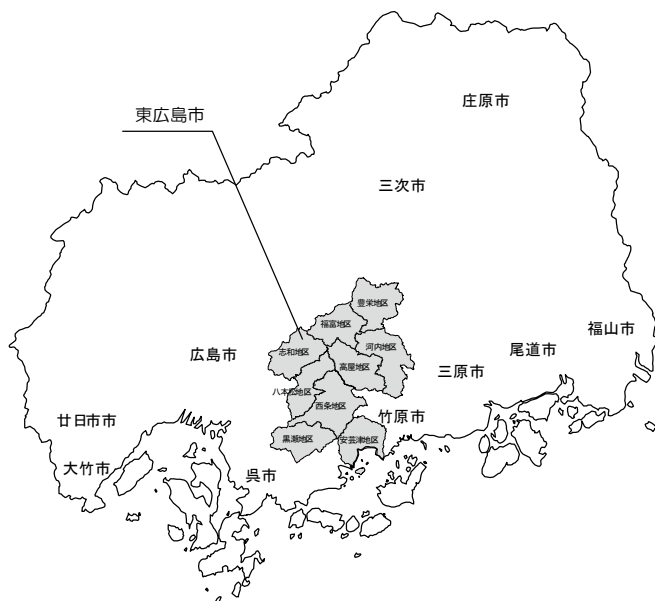 庄原市
東広島市
三次市
豊栄地区
福富地区
福山市
河内地区
尾道市
志和地区
広島市
高屋地区
三原市
八本松地区
西条地区
竹原市
廿日市市
黒瀬地区
安芸津地区
大竹市
呉市